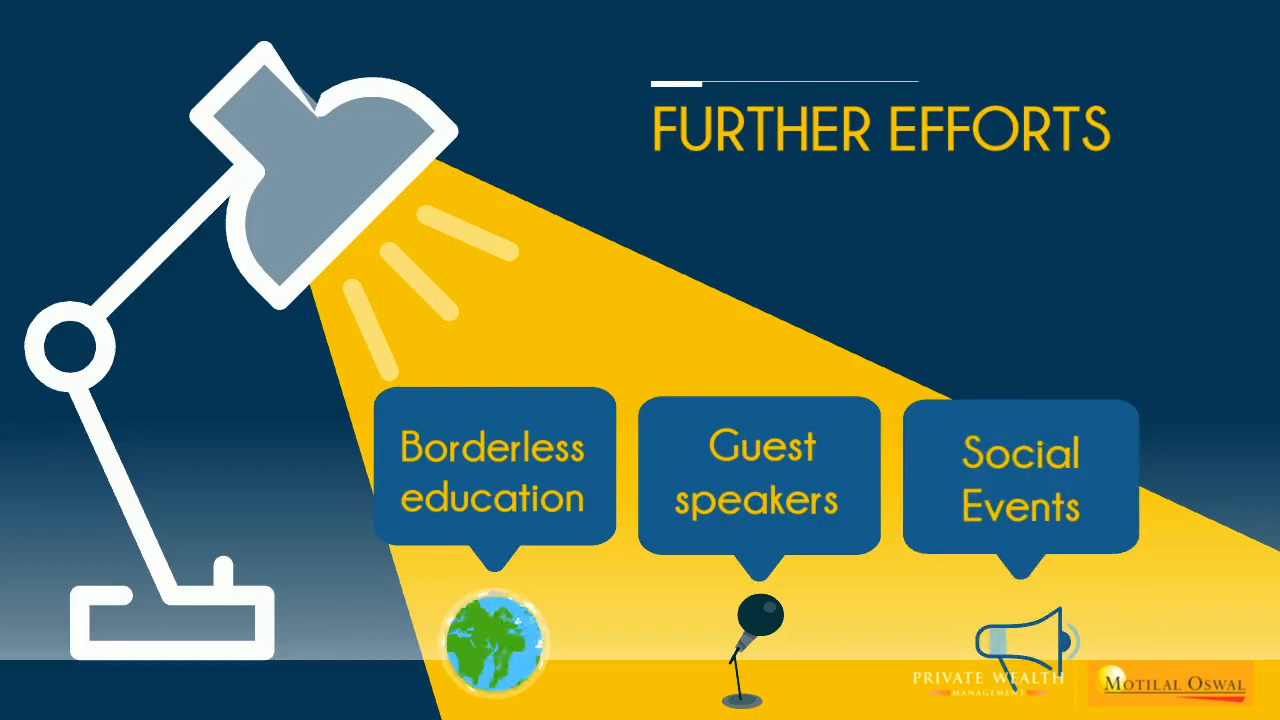 FURTHER EFFORTS
Borderless
education
Guest
speakers
Social
Events
PRIVATE WEALTH
MANAGEMENT
MOTILAL OSWAL